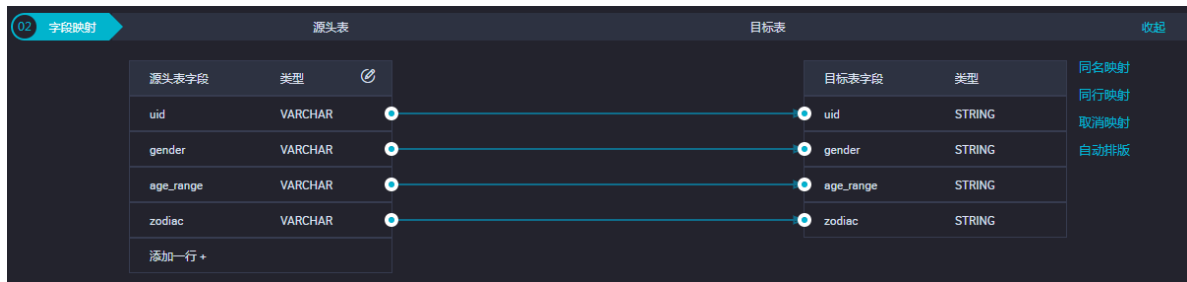 02 字段映射 源头表 目标表 收起
源头表字段 类型 目标表字段 类型 同名映射
同行映射
uid VARCHAR uid STRING
取消映射
gender VARCHAR gender STRING 自动排版
age_range VARCHAR age_range STRING
zodiac VARCHAR zodiac STRING
添加一行 +